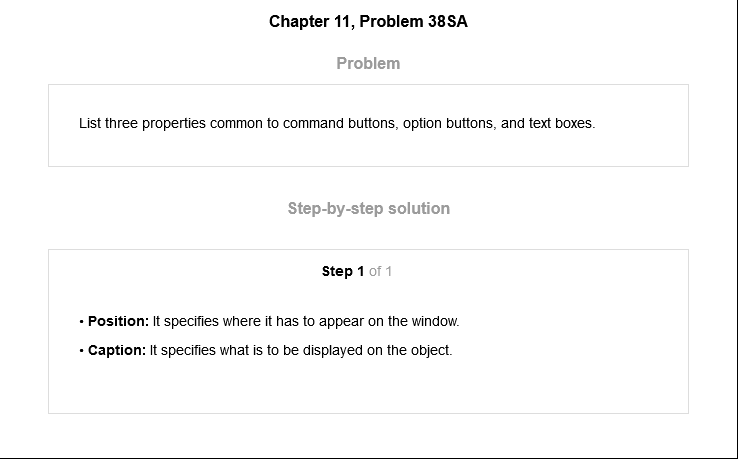 Chapter 11, Problem 38SA
Problem
List three properties common to command buttons, option buttons, and text boxes.
Step-by-step solution
Step 1 of 1
• Position: It specifies where it has to appear on the window.
• Caption: It specifies what is to be displayed on the object.